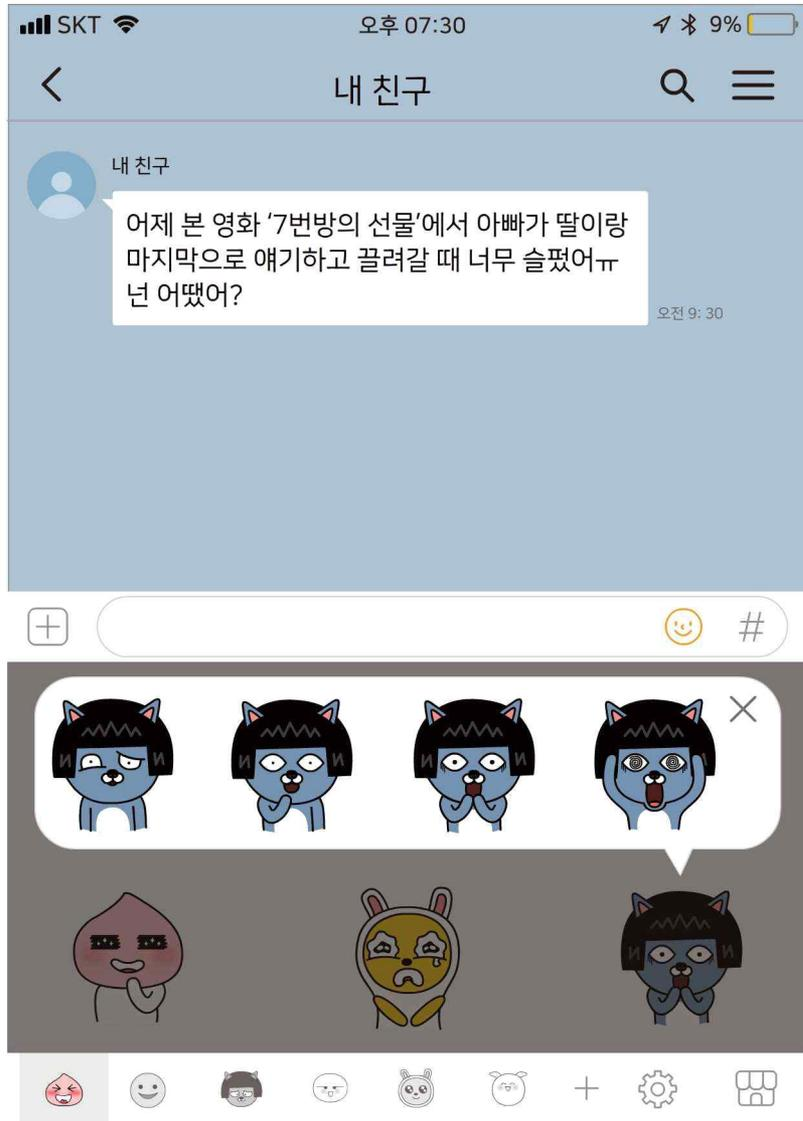 SKT 오후 07:30 9%
내 친구
내 친구
어제 본 영화 ‘7번방의 선물’에서 아빠가 딸이랑
마지막으로 얘기하고 끌려갈 때 너무 슬펐어ㅠ
넌 어땠어?
오전 9: 30
#